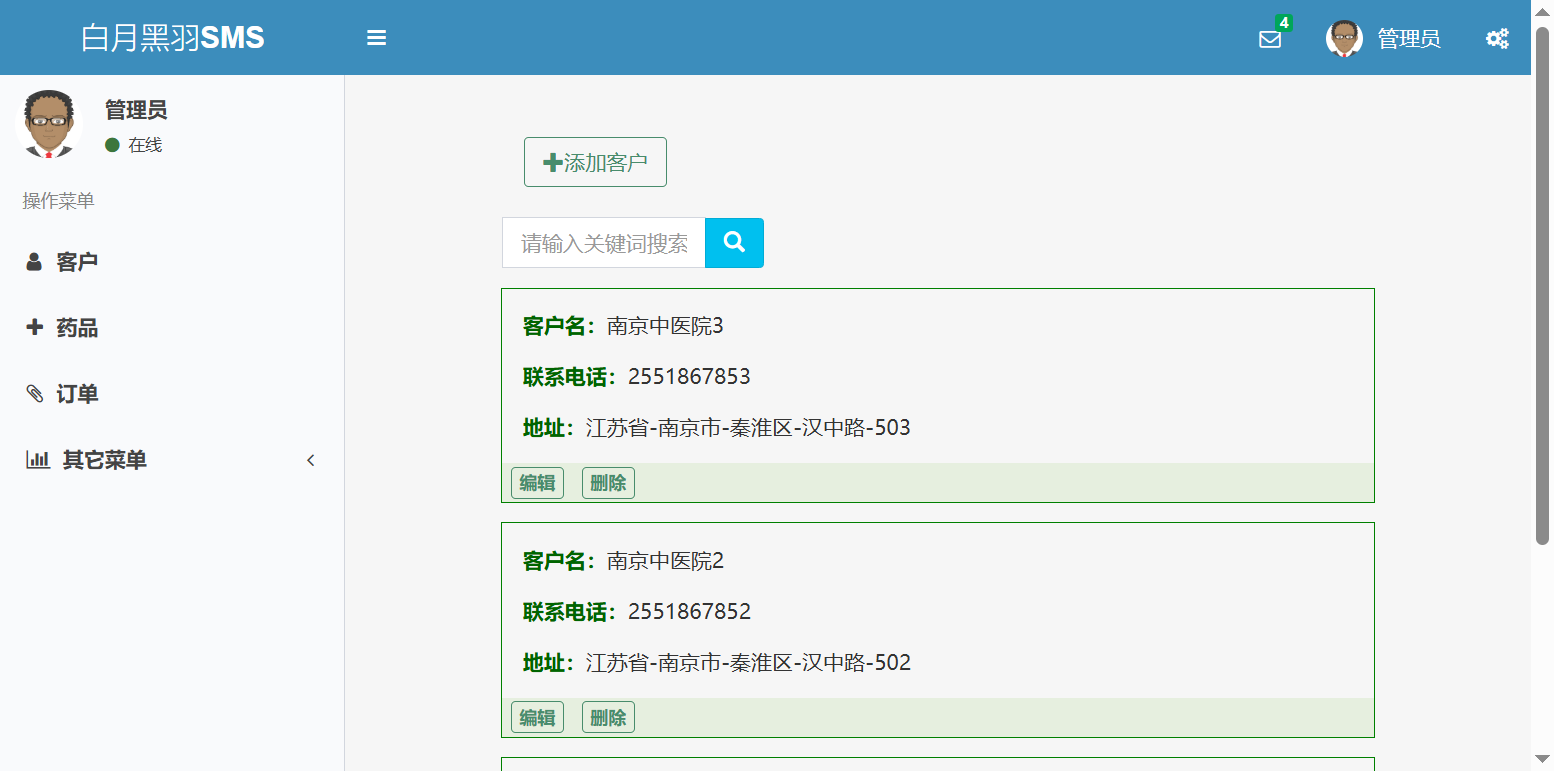 白月黑羽SMS
4
管理员
管理员
在线
操作菜单
客户
药品
订单
其它菜单
添加客户
请输入关键词搜索
客户名：南京中医院3
联系电话：2551867853
地址：江苏省-南京市-秦淮区-汉中路-503
编辑 删除
客户名：南京中医院2
联系电话：2551867852
地址：江苏省-南京市-秦淮区-汉中路-502
编辑 删除